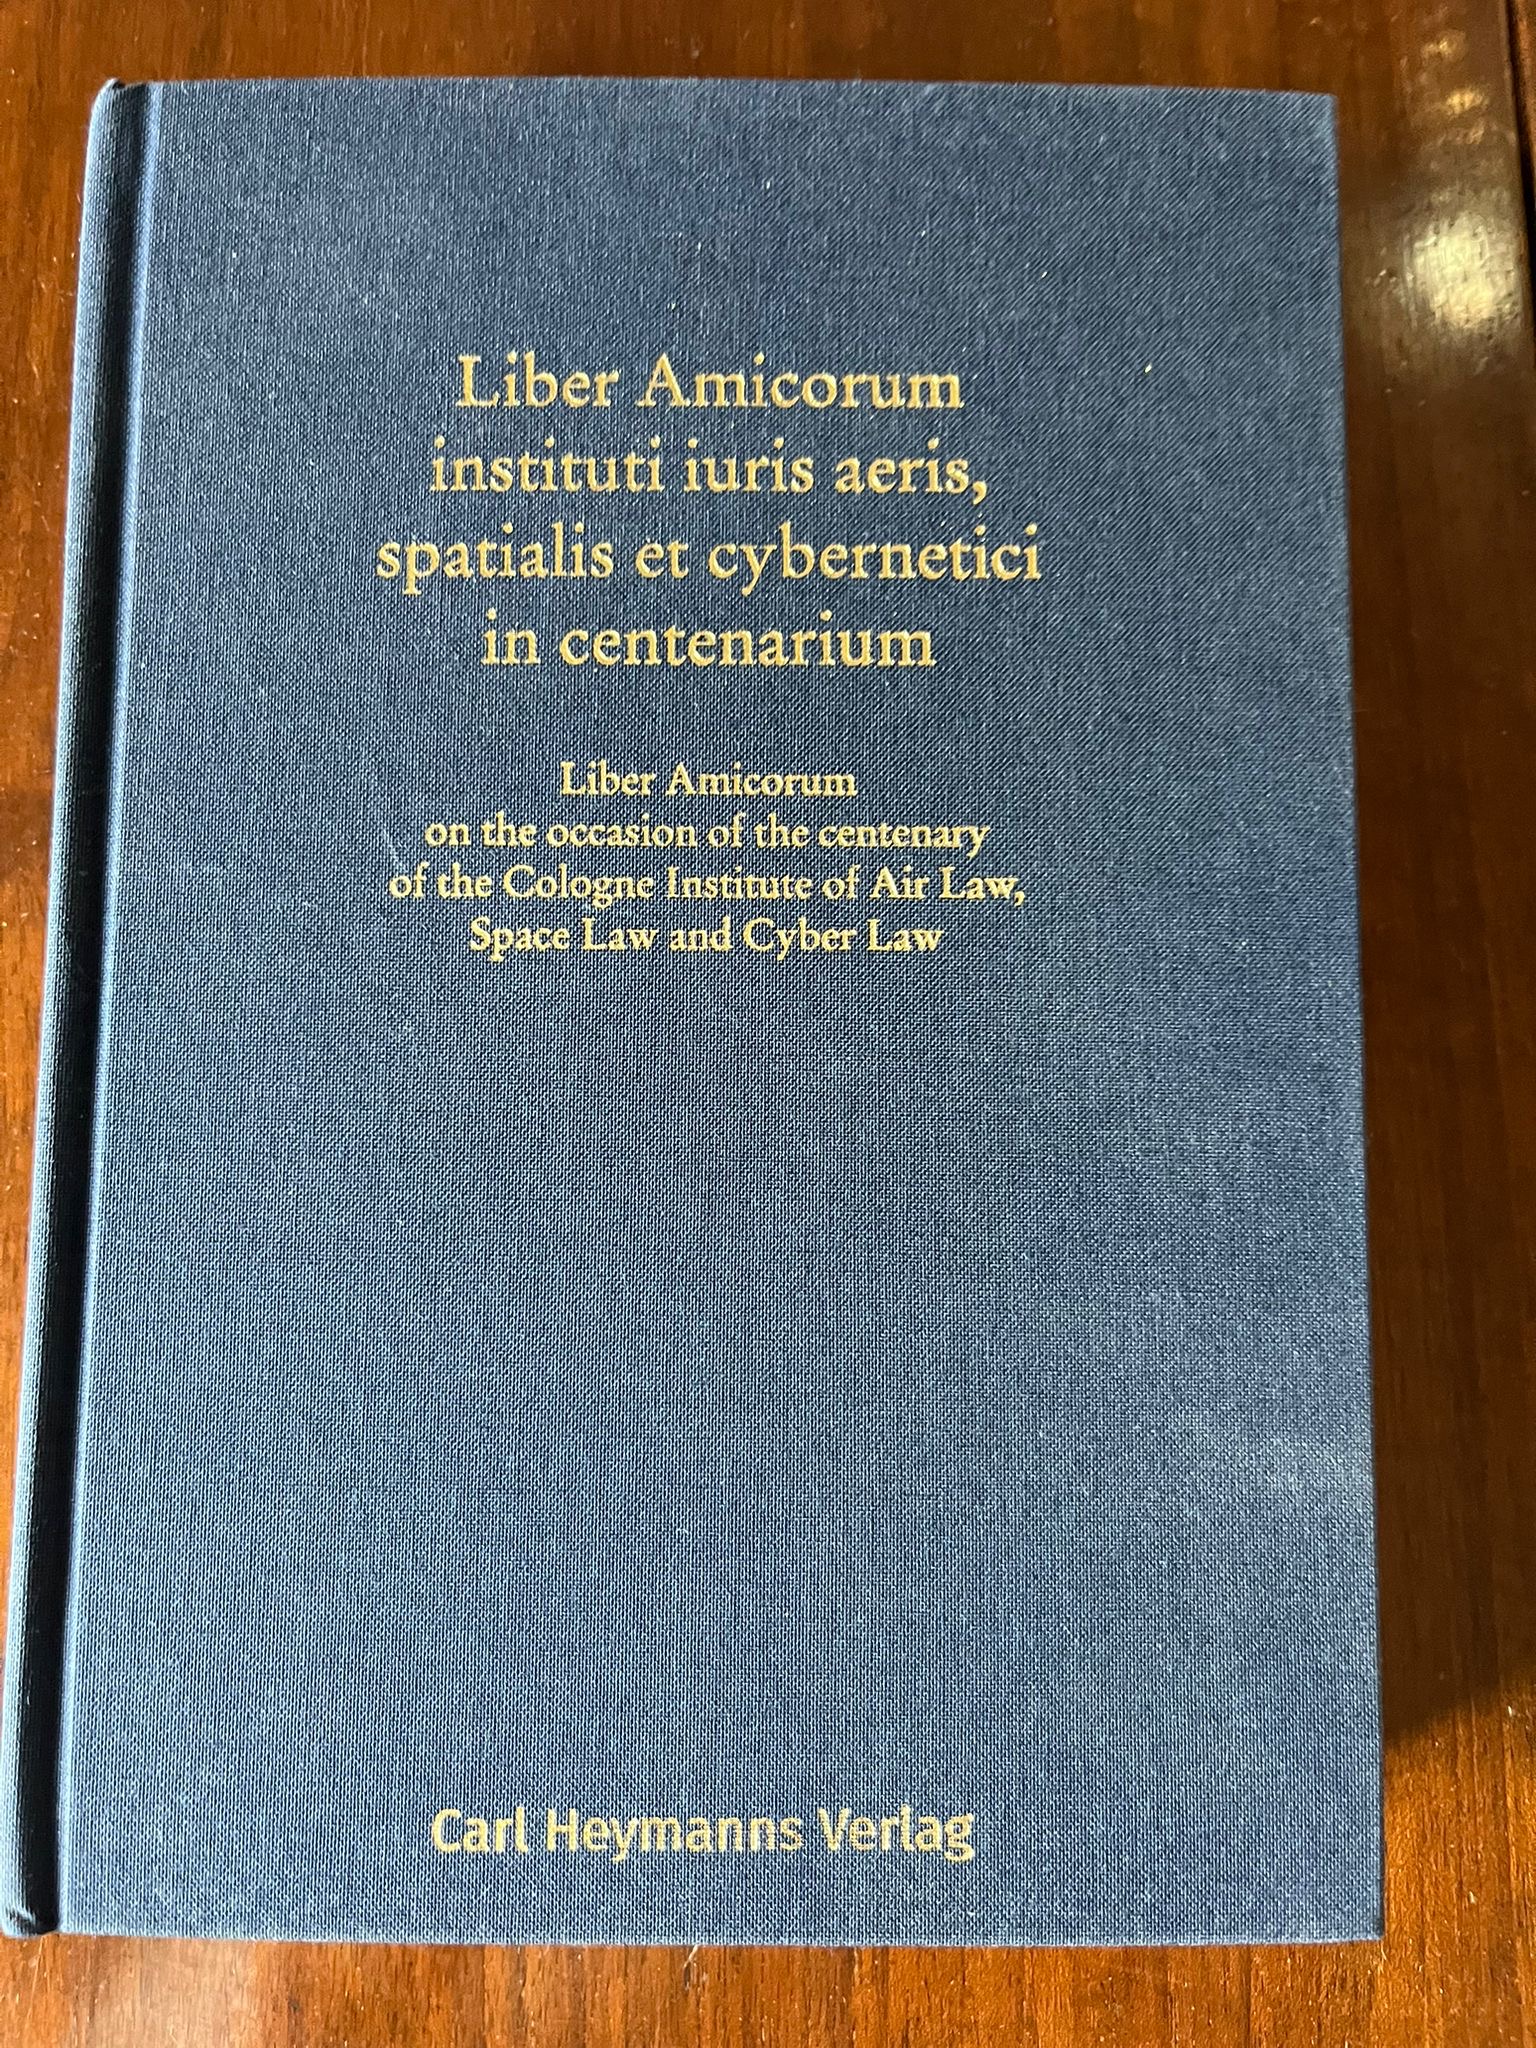 Liber Amicorum
instituti iuris aeris,
spatialis et cybernetici
in centenarium
Liber Amicorum
on the occasion of the centenary
of the Cologne Institute of Air Law,
Space Law and Cyber Law
Carl Heymanns Verlag